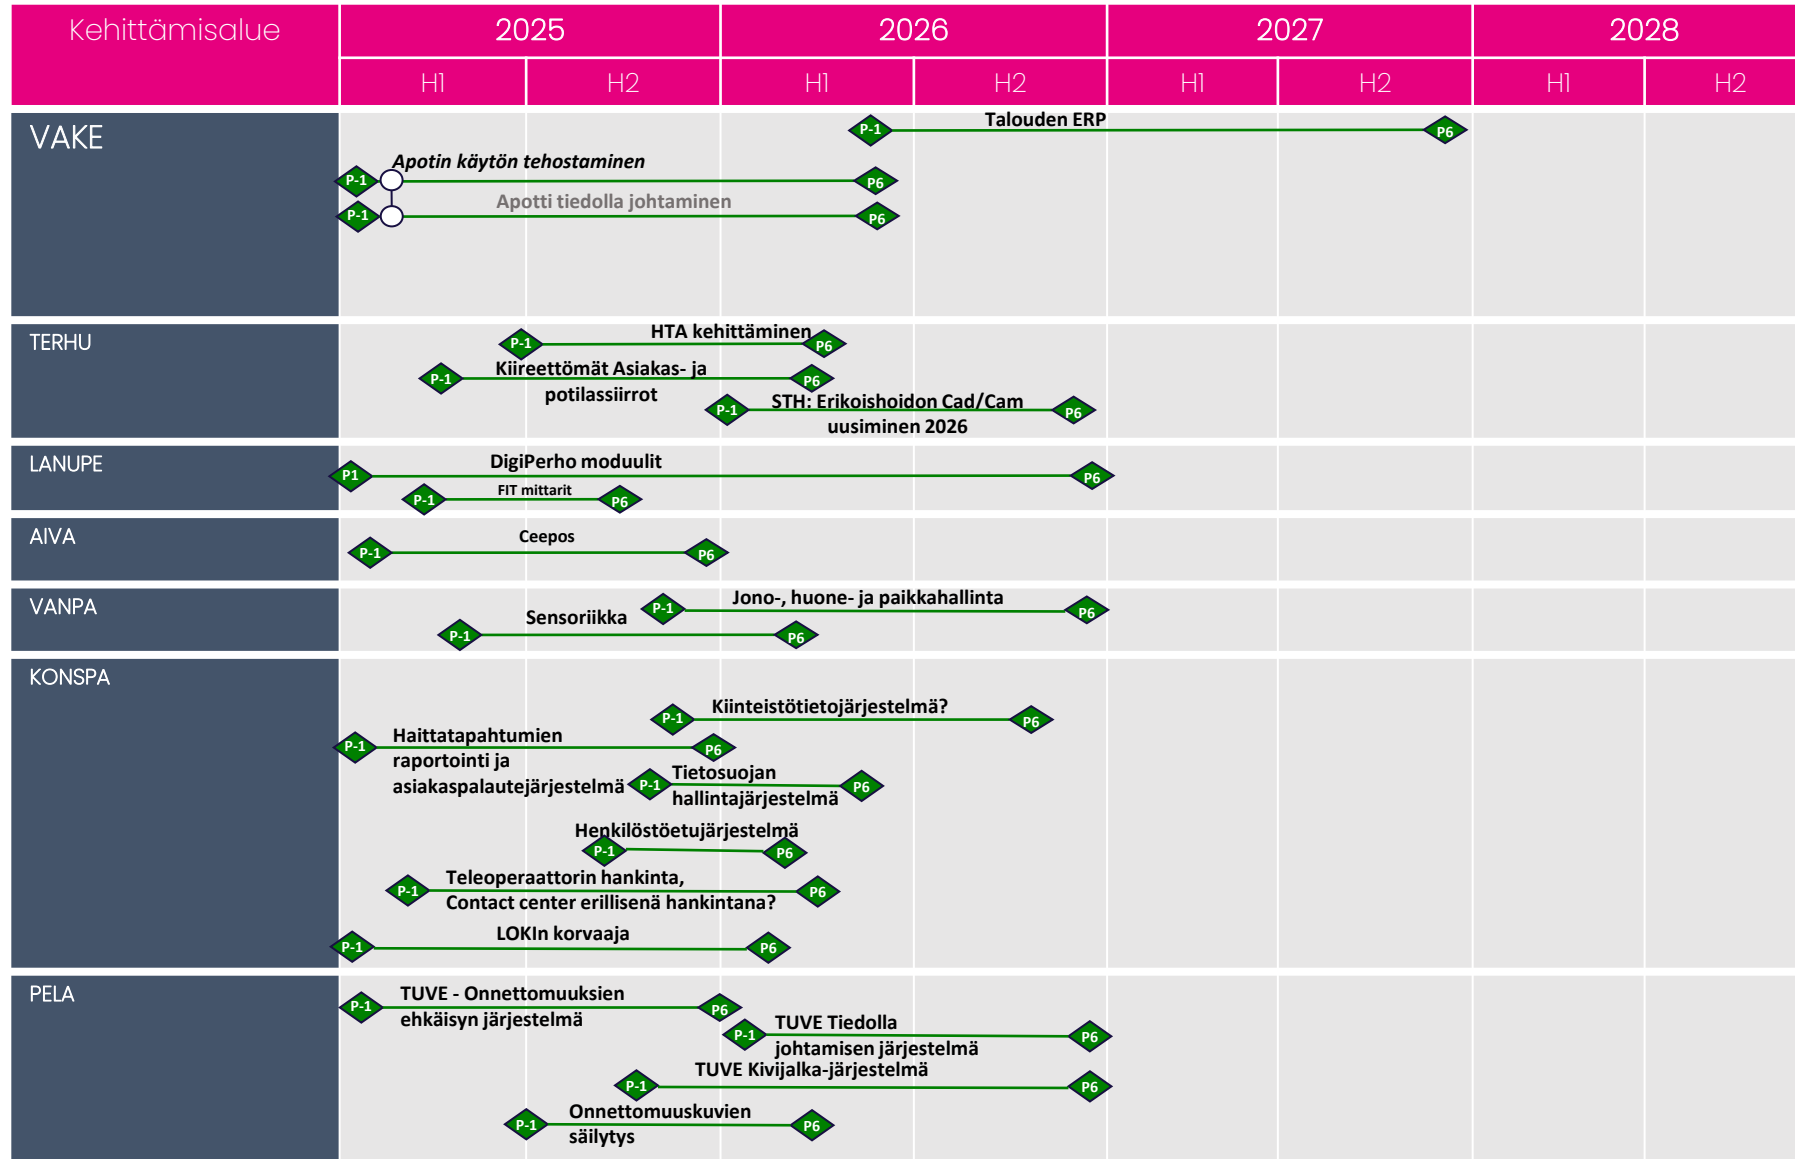 Kehittämisalue
2025
2026
2027
2028
H1
H2
H1
H2
H1
H2
H1
H2
VAKE
P-1
Talouden ERP
P6
Apotin käytön tehostaminen
P-1
P6
Apotti tiedolla johtaminen
P-1
P6
TERHU
P-1
HTA kehittäminen
P6
P-1
Kiireettömät Asiakas- ja
potilassiirrot
P6
P-1
STH: Erikoishoidon Cad/Cam
uusiminen 2026
P6
LANUPE
P1
DigiPerho moduulit
P6
P-1
FIT mittarit
P6
AIVA
P-1
Ceepos
P6
VANPA
P-1
Jono-, huone- ja paikkahallinta
P6
P-1
Sensoriikka
P6
KONSPA
P-1
Kiinteistötietojärjestelmä?
P6
P-1
Haittatapahtumien
raportointi ja
asiakaspalautejärjestelmä
P6
P-1
Tietosuojan
hallintajärjestelmä
P6
Henkilöstöetujärjestelmä
P-1
P6
P-1
Teleoperaattorin hankinta,
Contact center erillisenä hankintana?
P6
P-1
LOKIn korvaaja
P6
PELA
P-1
TUVE - Onnettomuuksien
ehkäisyn järjestelmä
P6
P-1
TUVE Tiedolla
johtamisen järjestelmä
P6
P-1
TUVE Kivijalka-järjestelmä
P6
P-1
Onnettomuuskuvien
säilytys
P6